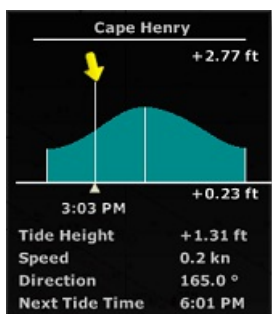 Cape Henry
+2.77 ft
+0.23 ft
3:03 PM
Tide Height +1.31 ft
Speed 0.2 kn
Direction 165.0 °
Next Tide Time 6:01 PM